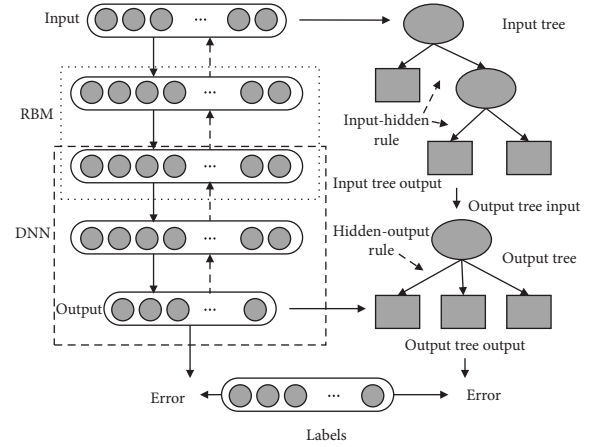 Input
...
Input tree
RBM
...
Input-hidden
rule
...
Input tree output
Output tree input
DNN
...
Hidden-output
rule
Output tree
Output
...
Output tree output
Error
...
Error
Labels